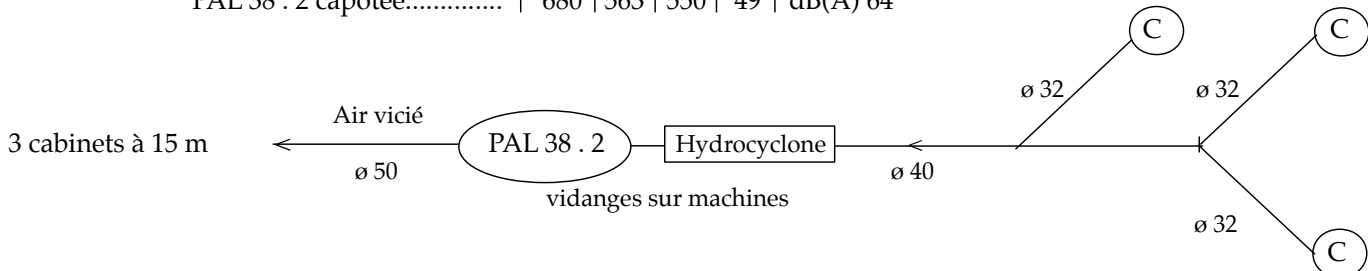 PAL 38 . 2 capotée.............. | 680 | 565 | 550 | 49 | dB(A) 64
C
C
ø 32
ø 32
Air vicié
3 cabinets à 15 m
PAL 38 . 2
Hydrocyclone
ø 50
ø 40
vidanges sur machines
ø 32
C